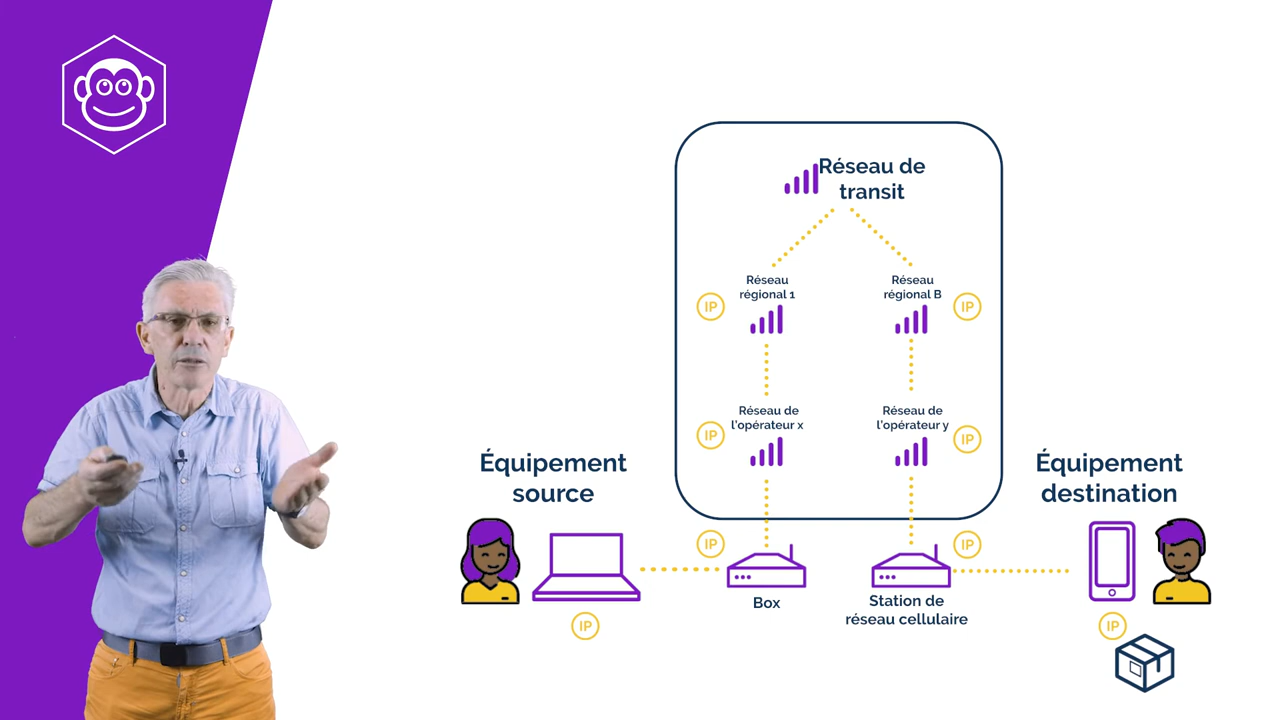 Réseau de
transit
Réseau
régional 1
Réseau
régional B
IP
IP
Réseau de
l'opérateur x
Réseau de
l'opérateur y
IP
IP
Équipement
source
Équipement
destination
IP
IP
Box
Station de
réseau cellulaire
IP
IP